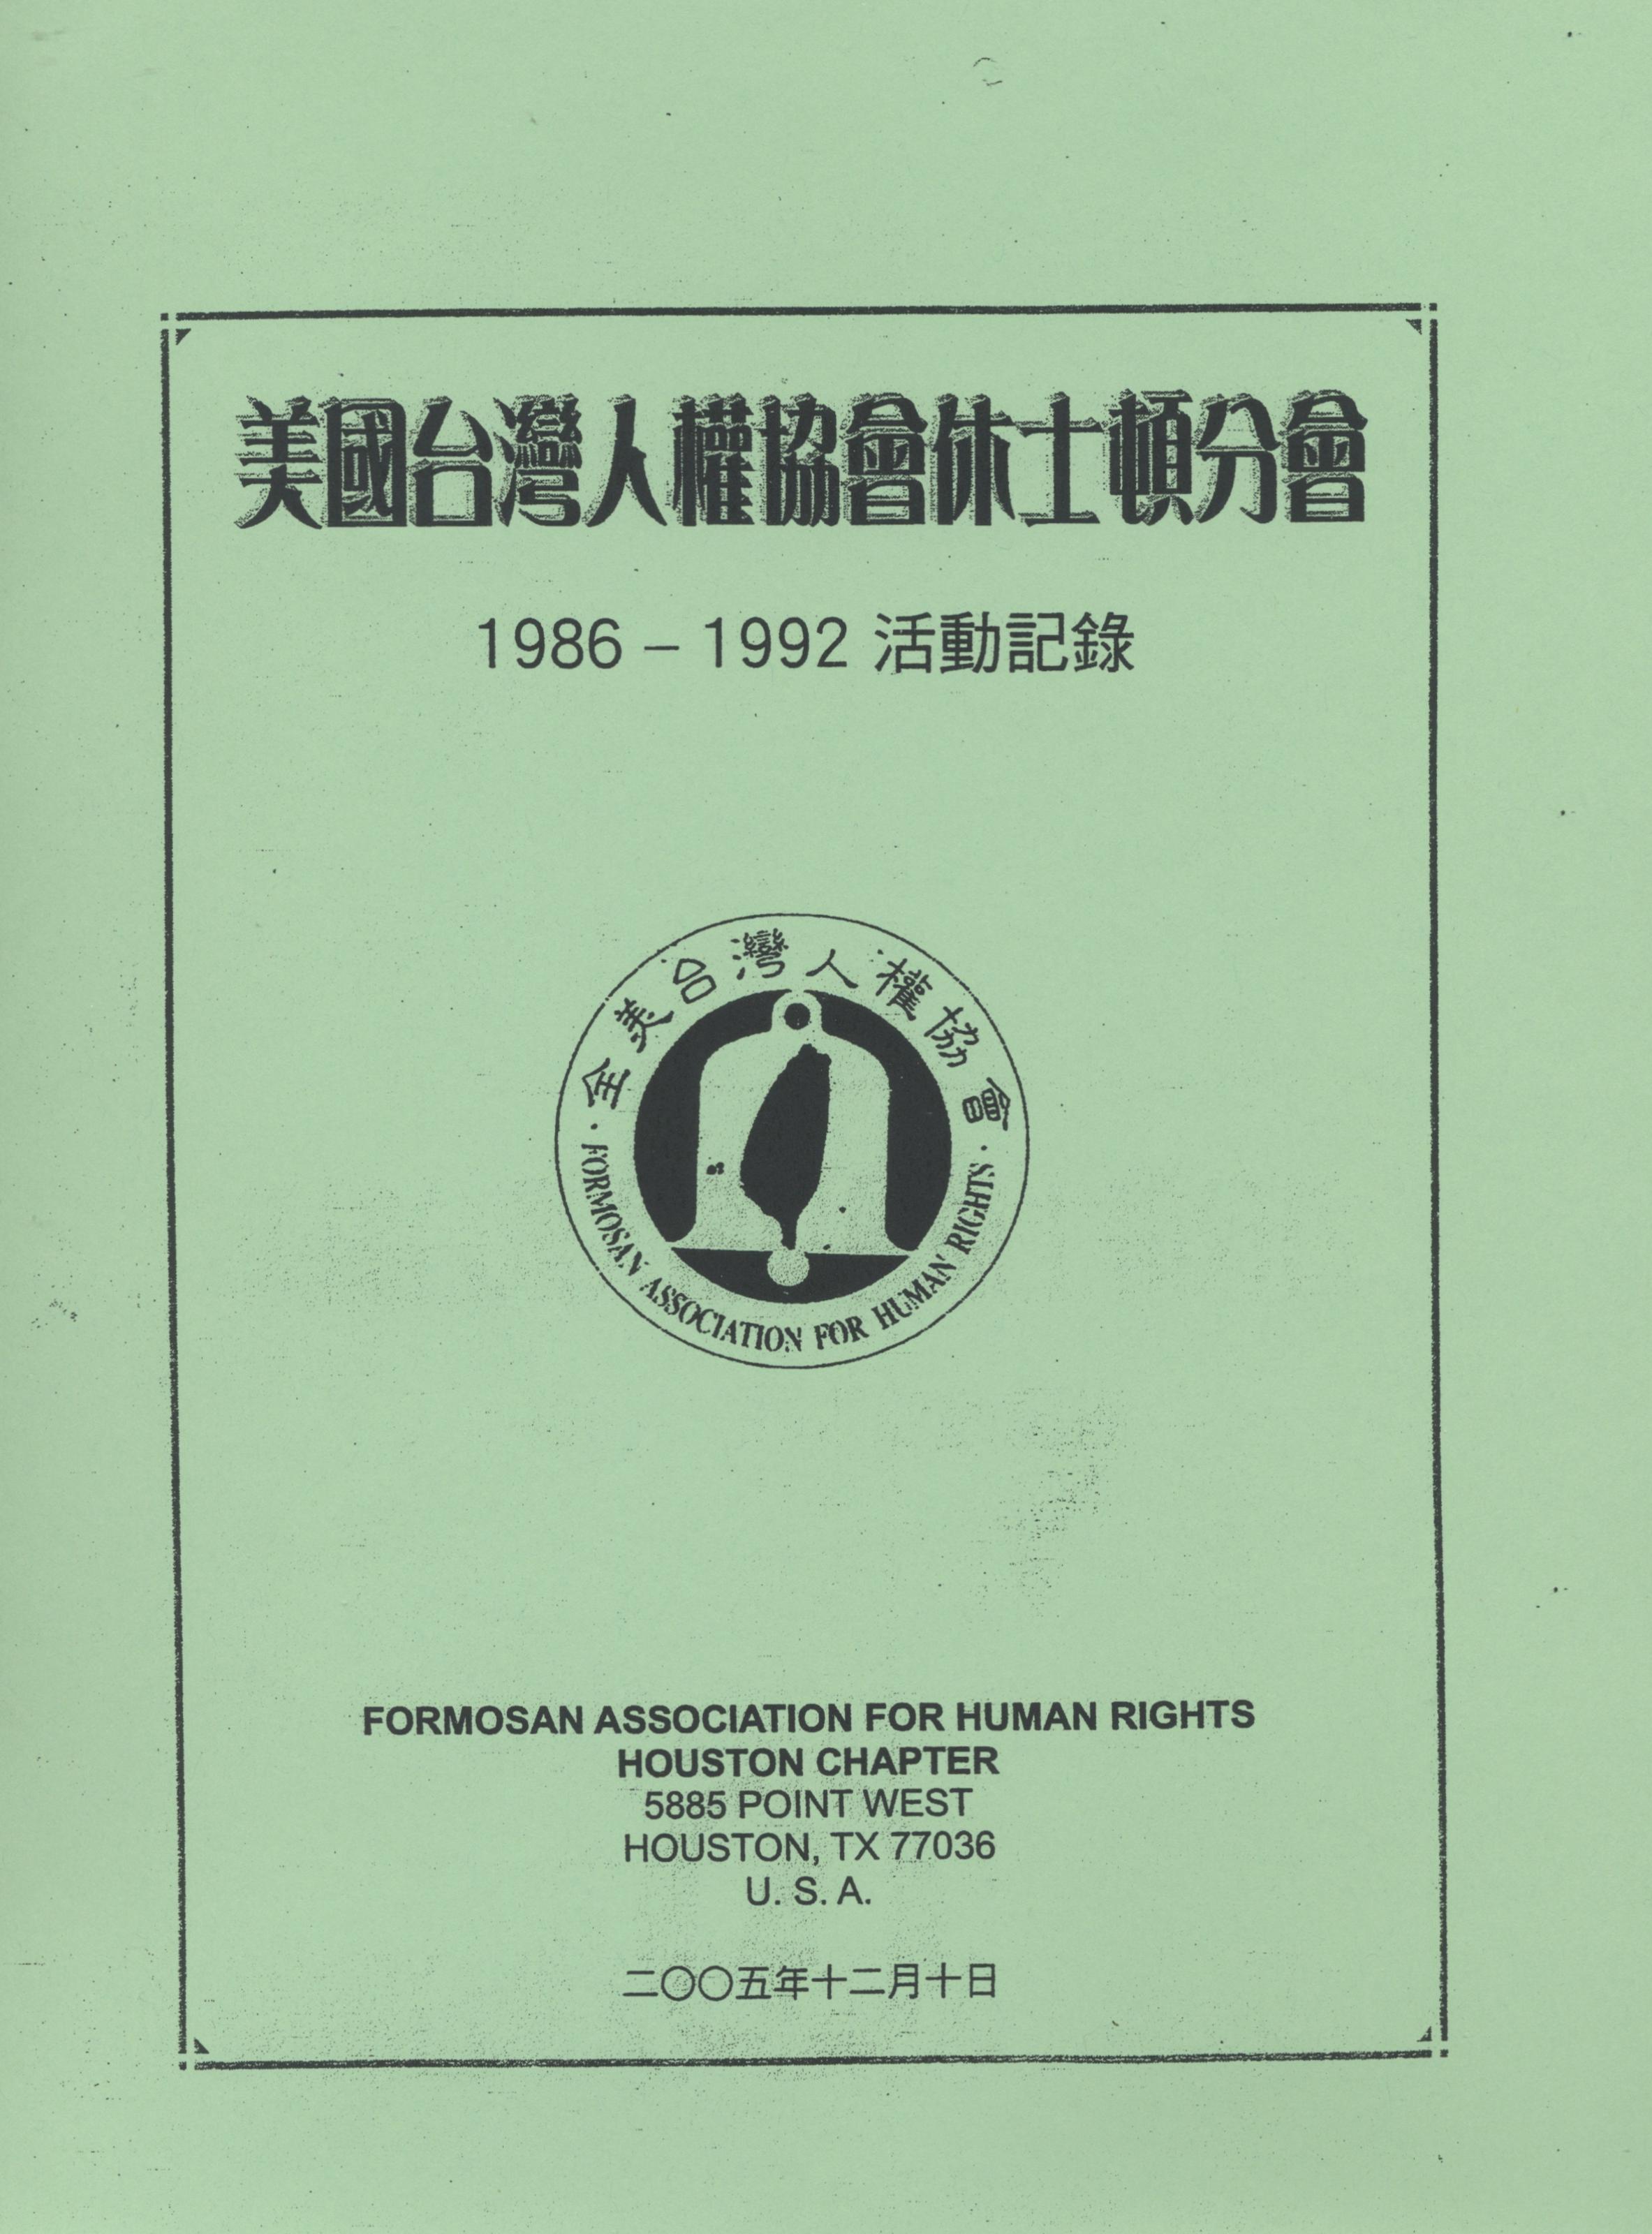 美國台灣人權協會休士頓分會
1986 – 1992 活動記錄
·全美台灣人權協會·
FORMOSAN ASSOCIATION FOR HUMAN RIGHTS
FORMOSAN ASSOCIATION FOR HUMAN RIGHTS
HOUSTON CHAPTER
5885 POINT WEST
HOUSTON, TX 77036
U. S. A.
二〇〇五年十二月十日